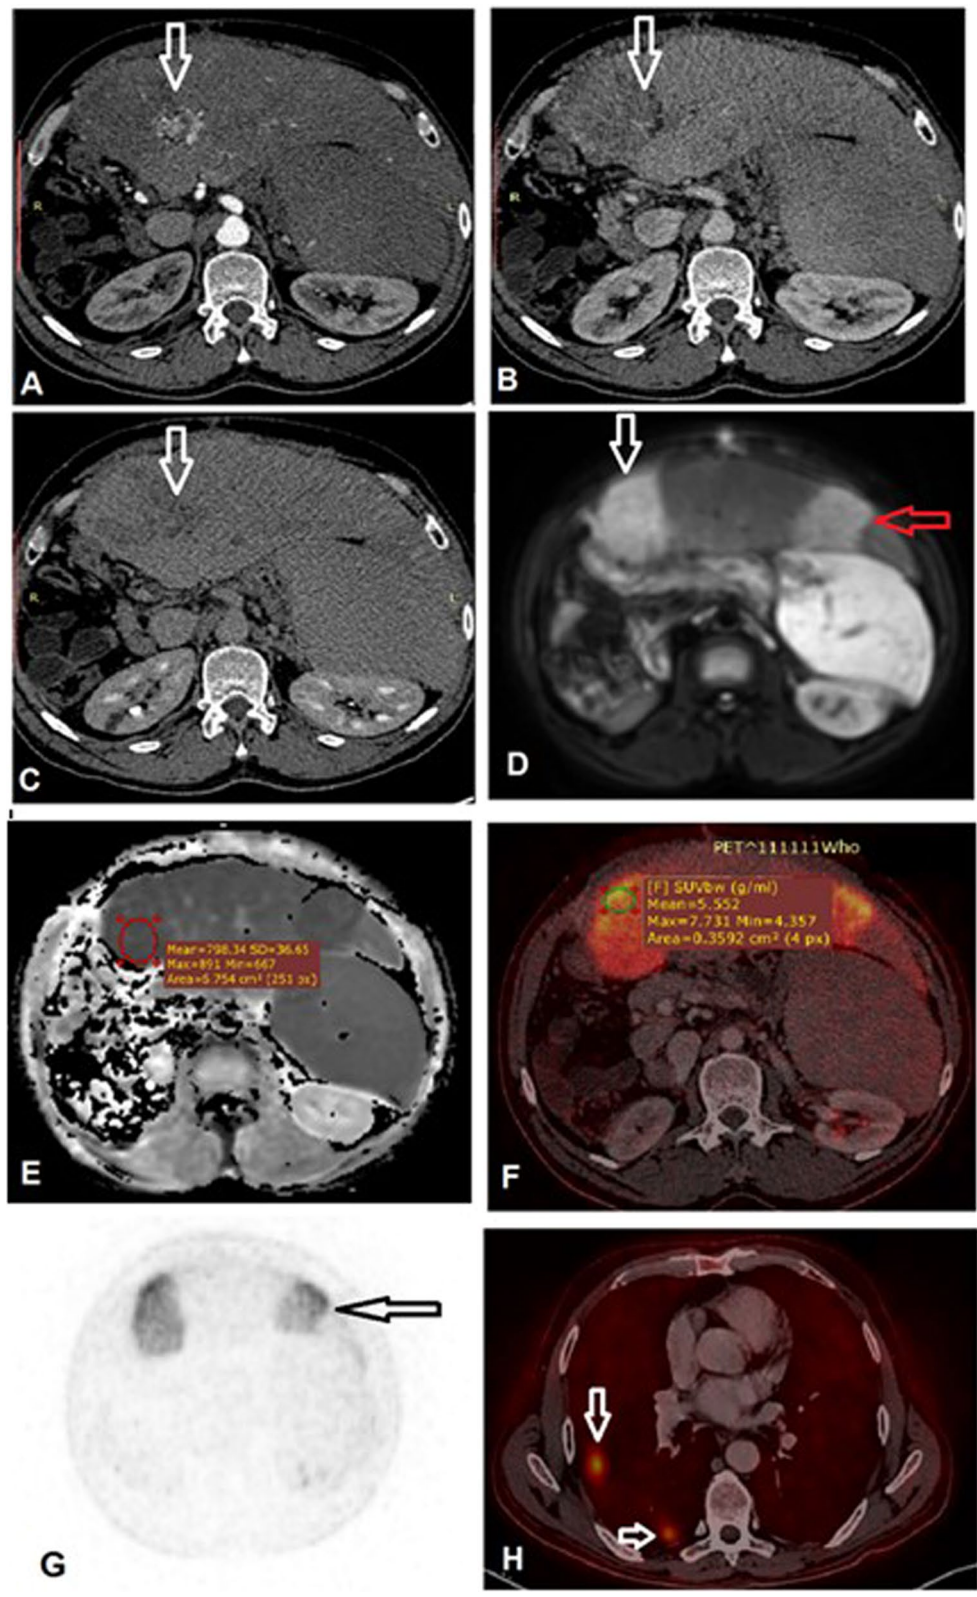 R
L
A
R
L
B
R
L
C
D
Mean=798.34 SD=36.65
Max=891 Min=667
Area=6.754 cm² (251 px)
E
PET^111111Who
[F] SUVbw (g/ml)
Mean=5.552
Max=7.731 Min=4.357
Area=0.3592 cm² (4 px)
F
G
H